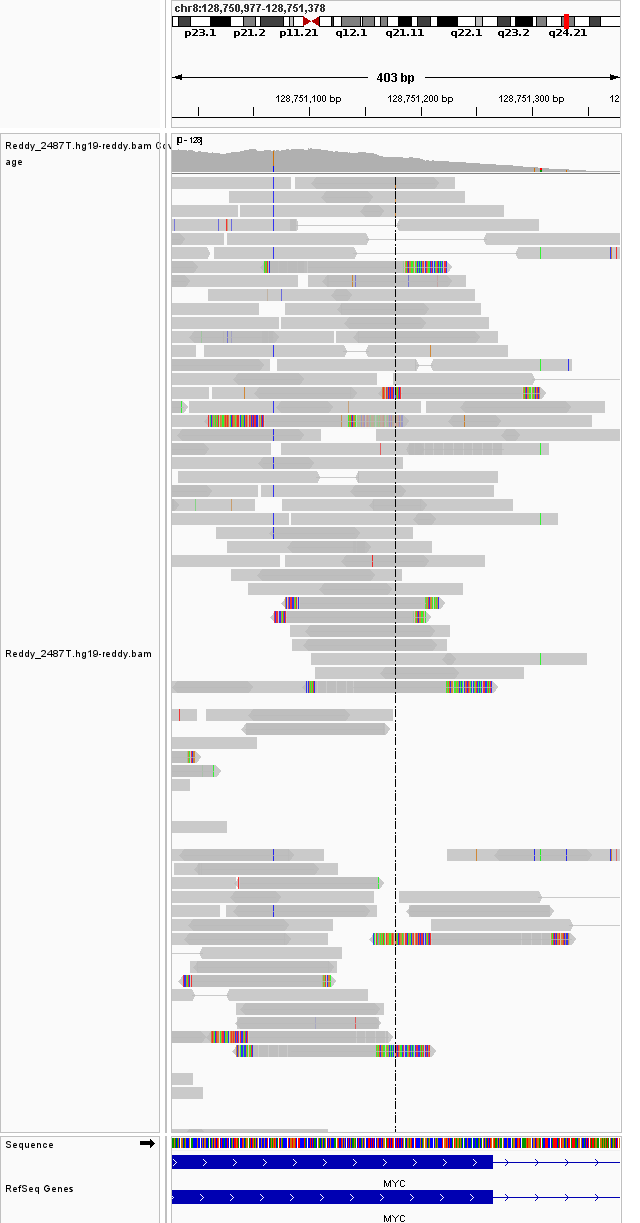 chr8:128,750,977-128,751,378
p23.1 p21.2 p11.21 q12.1 q21.11 q22.1 q23.2 q24.21
403 bp
128,751,100 bp 128,751,200 bp 128,751,300 bp 12
Reddy_2487T.hg19-reddy.bam Cov
age
[0 - 128]
Reddy_2487T.hg19-reddy.bam
Sequence
MYC
RefSeq Genes
MYC